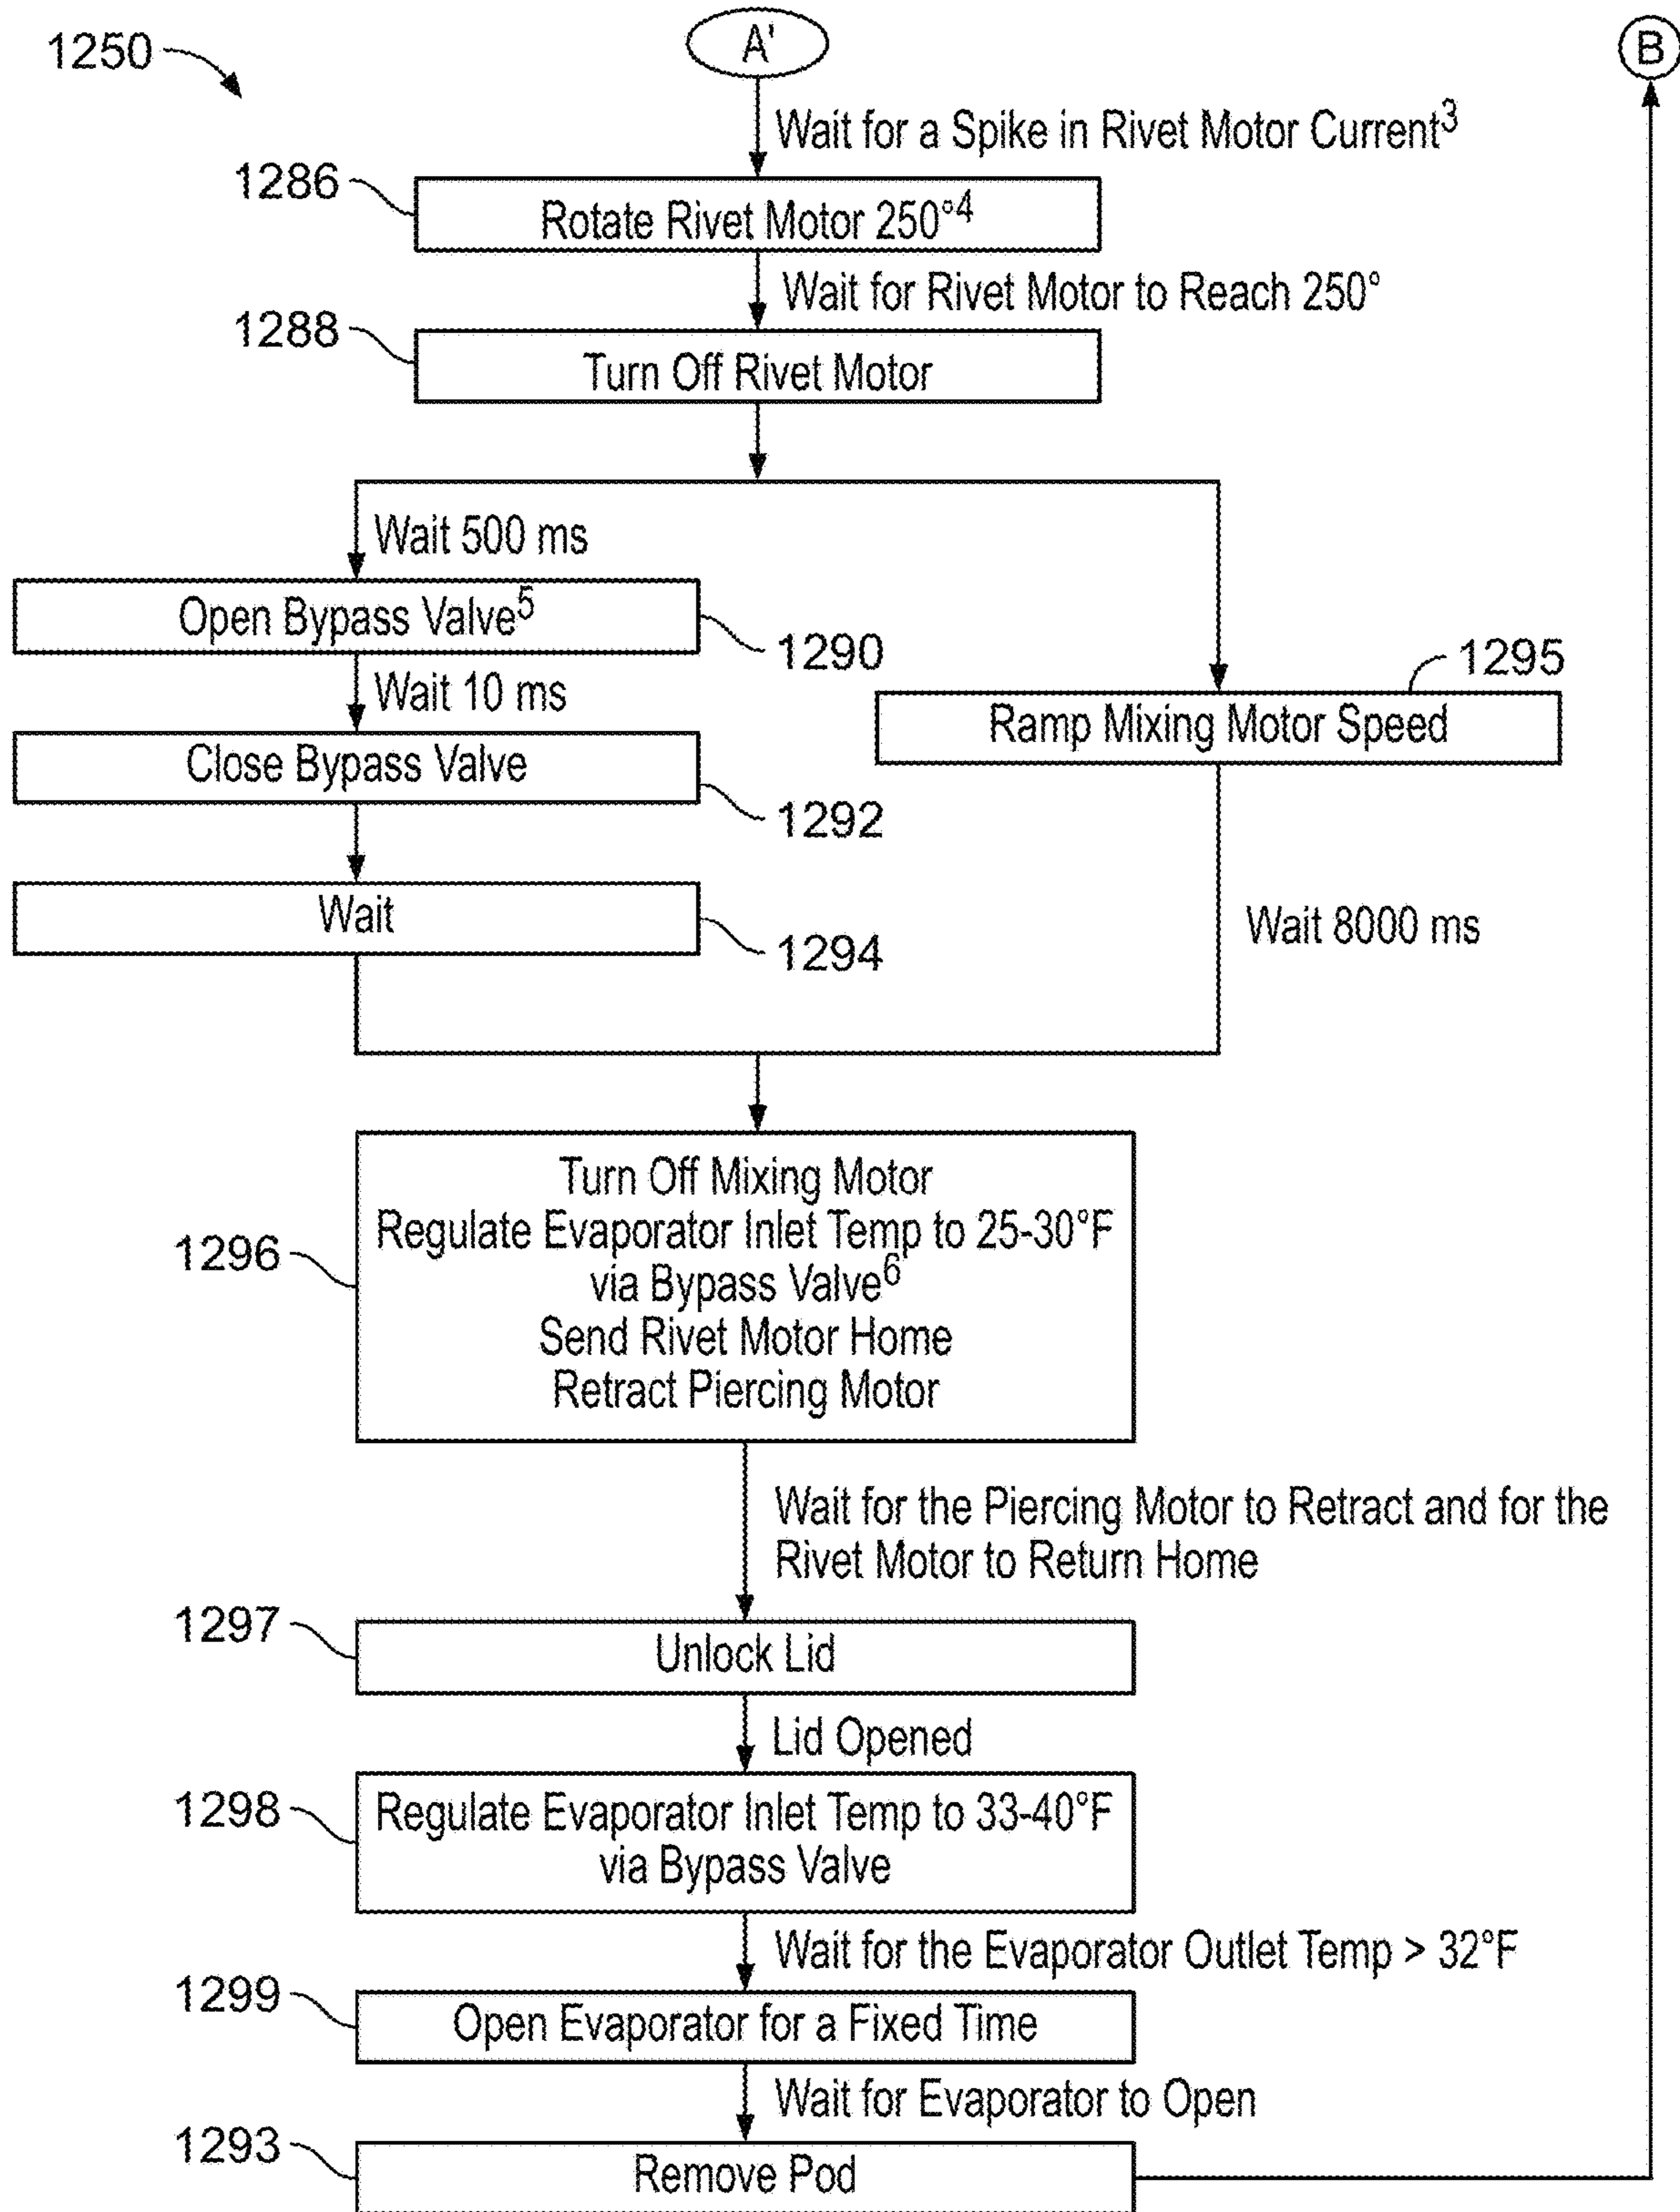 1250
A'
B
Wait for a Spike in Rivet Motor Current³
1286
Rotate Rivet Motor 250°⁴
Wait for Rivet Motor to Reach 250°
1288
Turn Off Rivet Motor
Wait 500 ms
Open Bypass Valve⁵
1290
Wait 10 ms
Close Bypass Valve
1292
Wait
1294
1295
Ramp Mixing Motor Speed
Wait 8000 ms
1296
Turn Off Mixing Motor
Regulate Evaporator Inlet Temp to 25-30°F
via Bypass Valve⁶
Send Rivet Motor Home
Retract Piercing Motor
Wait for the Piercing Motor to Retract and for the
Rivet Motor to Return Home
1297
Unlock Lid
Lid Opened
1298
Regulate Evaporator Inlet Temp to 33-40°F
via Bypass Valve
Wait for the Evaporator Outlet Temp > 32°F
1299
Open Evaporator for a Fixed Time
Wait for Evaporator to Open
1293
Remove Pod